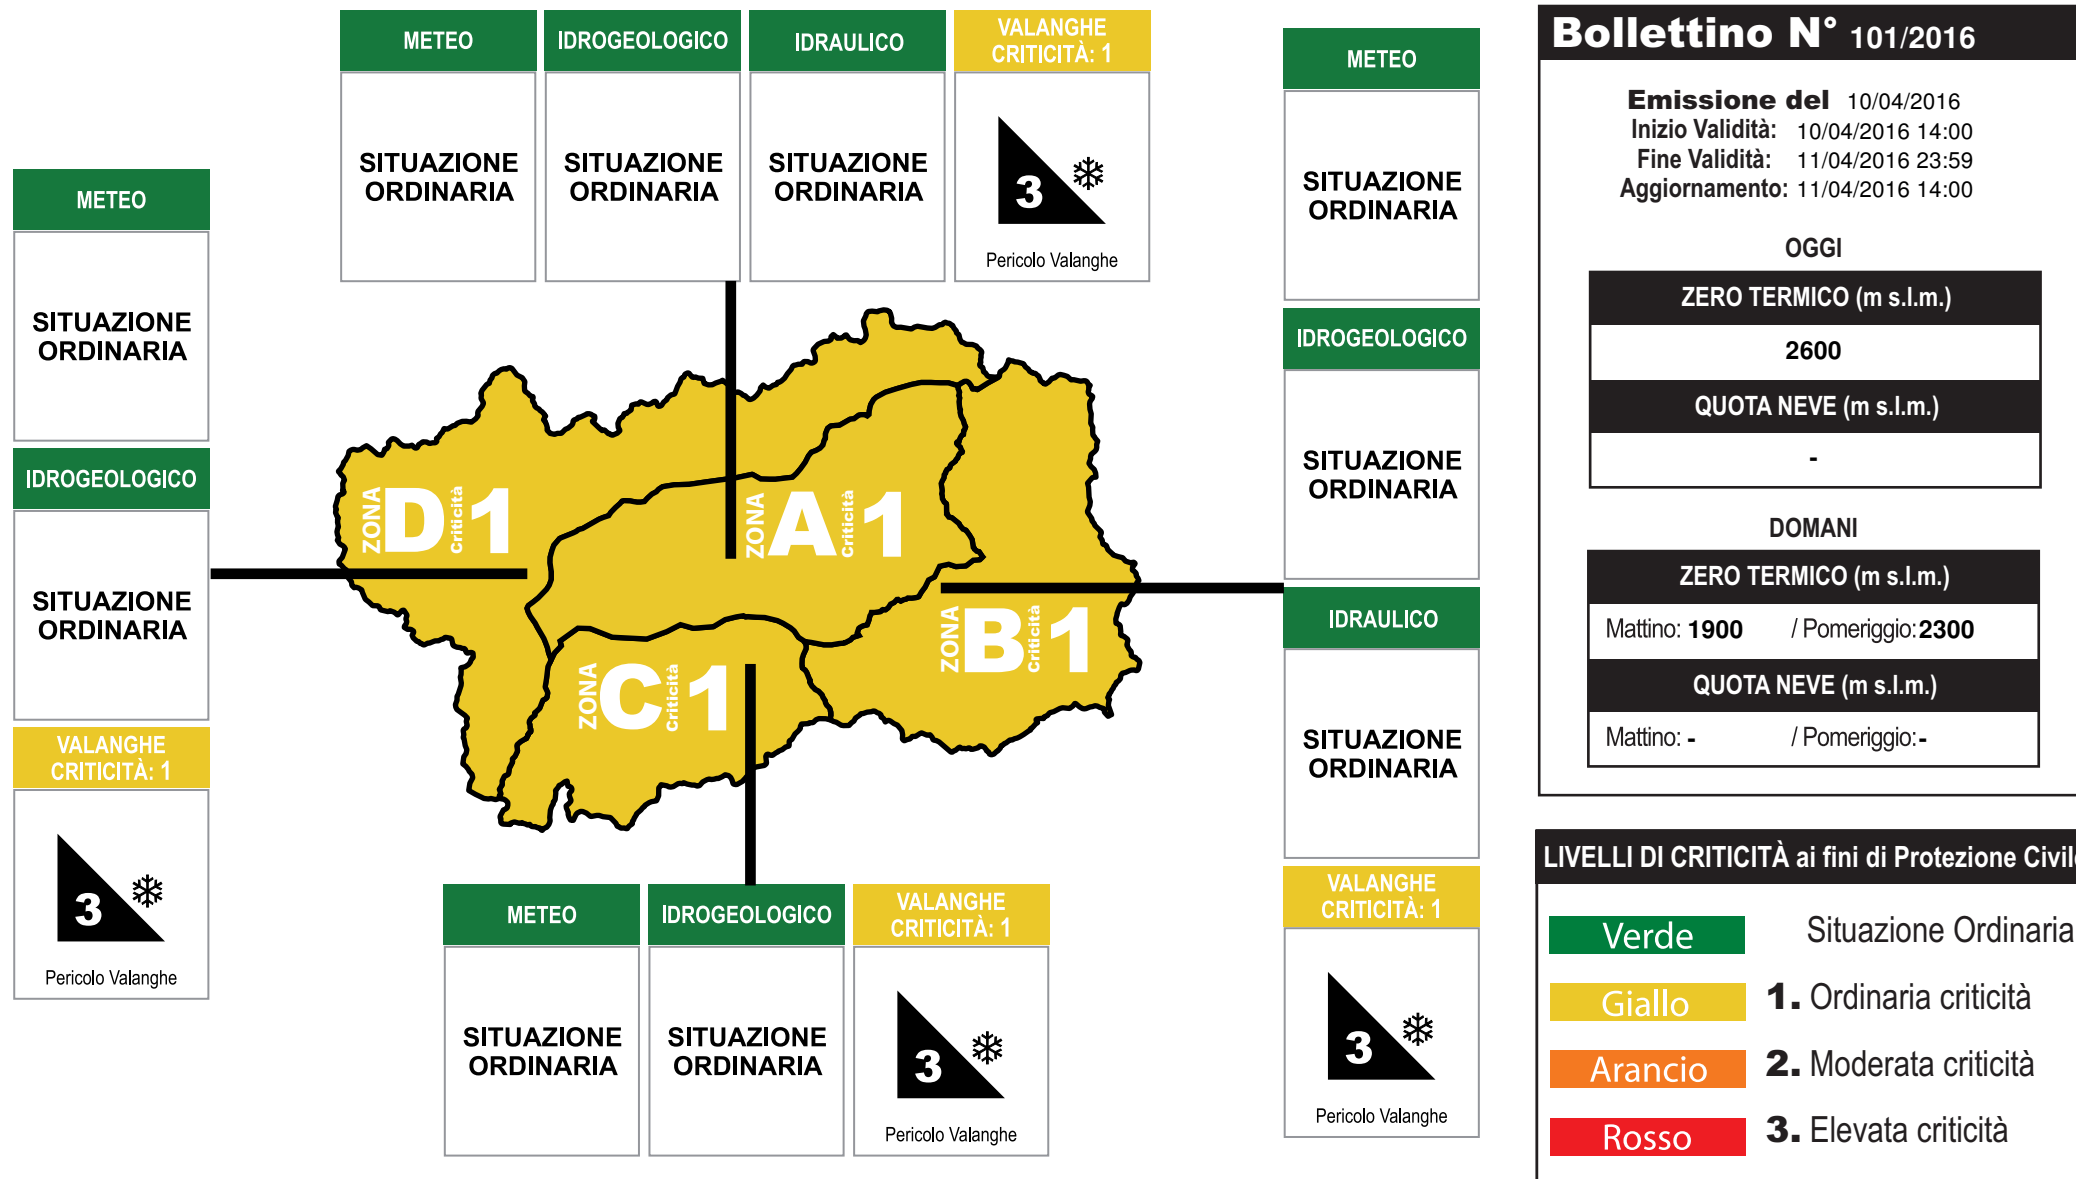 METEO
IDROGEOLOGICO
IDRAULICO
VALANGHE
CRITICITÀ: 1
SITUAZIONE
ORDINARIA
SITUAZIONE
ORDINARIA
SITUAZIONE
ORDINARIA
3
Pericolo Valanghe
METEO
SITUAZIONE
ORDINARIA
IDROGEOLOGICO
SITUAZIONE
ORDINARIA
VALANGHE
CRITICITÀ: 1
3
Pericolo Valanghe
ZONA D Criticità 1
ZONA A Criticità 1
ZONA B Criticità 1
ZONA C Criticità 1
METEO
IDROGEOLOGICO
VALANGHE
CRITICITÀ: 1
SITUAZIONE
ORDINARIA
SITUAZIONE
ORDINARIA
3
Pericolo Valanghe
METEO
SITUAZIONE
ORDINARIA
IDROGEOLOGICO
SITUAZIONE
ORDINARIA
IDRAULICO
SITUAZIONE
ORDINARIA
VALANGHE
CRITICITÀ: 1
3
Pericolo Valanghe
Bollettino N° 101/2016
Emissione del 10/04/2016
Inizio Validità: 10/04/2016 14:00
Fine Validità: 11/04/2016 23:59
Aggiornamento: 11/04/2016 14:00
OGGI
ZERO TERMICO (m s.l.m.)
2600
QUOTA NEVE (m s.l.m.)
-
DOMANI
ZERO TERMICO (m s.l.m.)
Mattino: 1900 / Pomeriggio: 2300
QUOTA NEVE (m s.l.m.)
Mattino: - / Pomeriggio: -
LIVELLI DI CRITICITÀ ai fini di Protezione Civile
Verde Situazione Ordinaria
Giallo 1. Ordinaria criticità
Arancio 2. Moderata criticità
Rosso 3. Elevata criticità